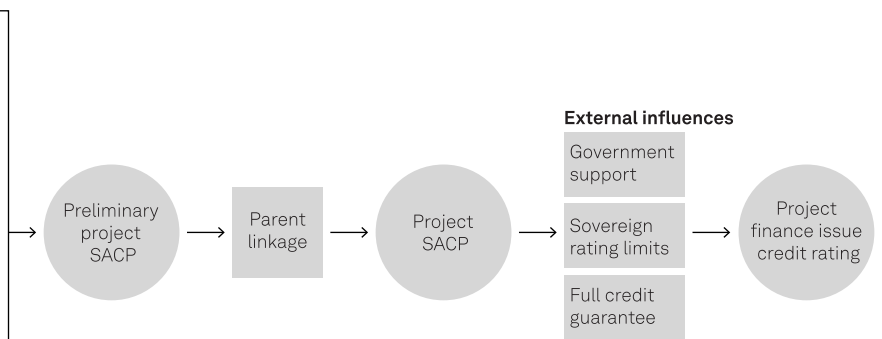 Preliminary
project
SACP
Parent
linkage
Project
SACP
External influences
Government
support
Sovereign
rating limits
Full credit
guarantee
Project
finance issue
credit rating